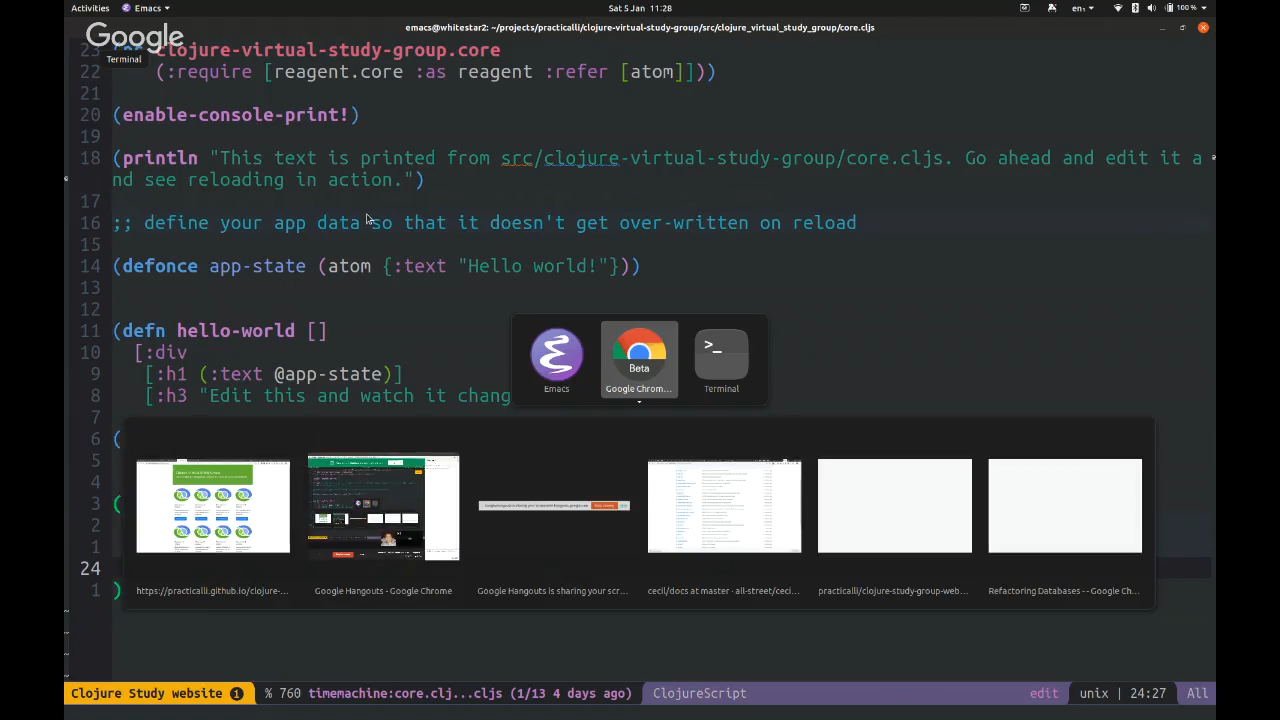 Activities
Emacs
Sat 5 Jan 11:28
en₁
100 %
Google
emacs@whitestar2: ~/projects/practicalli/clojure-virtual-study-group/src/clojure_virtual_study_group/core.cljs
Terminal
23 clojure-virtual-study-group.core
22 (:require [reagent.core :as reagent :refer [atom]]))
21
20 (enable-console-print!)
19
18 (println "This text is printed from src/clojure-virtual-study-group/core.cljs. Go ahead and edit it a
nd see reloading in action.")
17
16 ;; define your app data so that it doesn't get over-written on reload
15
14 (defonce app-state (atom {:text "Hello world!"}))
13
12
11 (defn hello-world []
10 [:div
9 [:h1 (:text @app-state)]
8 [:h3 "Edit this and watch it chang
7
6 (
5
4
3 (
2
1
24
1 )
Beta
Emacs
Google Chrom...
Terminal
https://practicalli.github.io/clojure-...
Google Hangouts - Google Chrome
Google Hangouts is sharing your scr...
cecil/docs at master · all-street/ceci...
practicalli/clojure-study-group-web...
Refactoring Databases - - Google Ch...
~
~
~
Clojure Study website 1 % 760 timemachine:core.clj...cljs (1/13 4 days ago) ClojureScript edit unix | 24:27 All